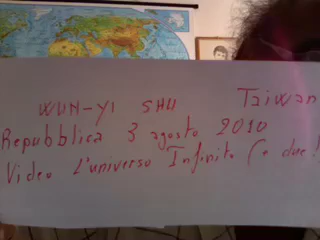 WUN-YI SHU Taiwan
Repubblica 3 agosto 2010
Video L'universo Infinito (e due!